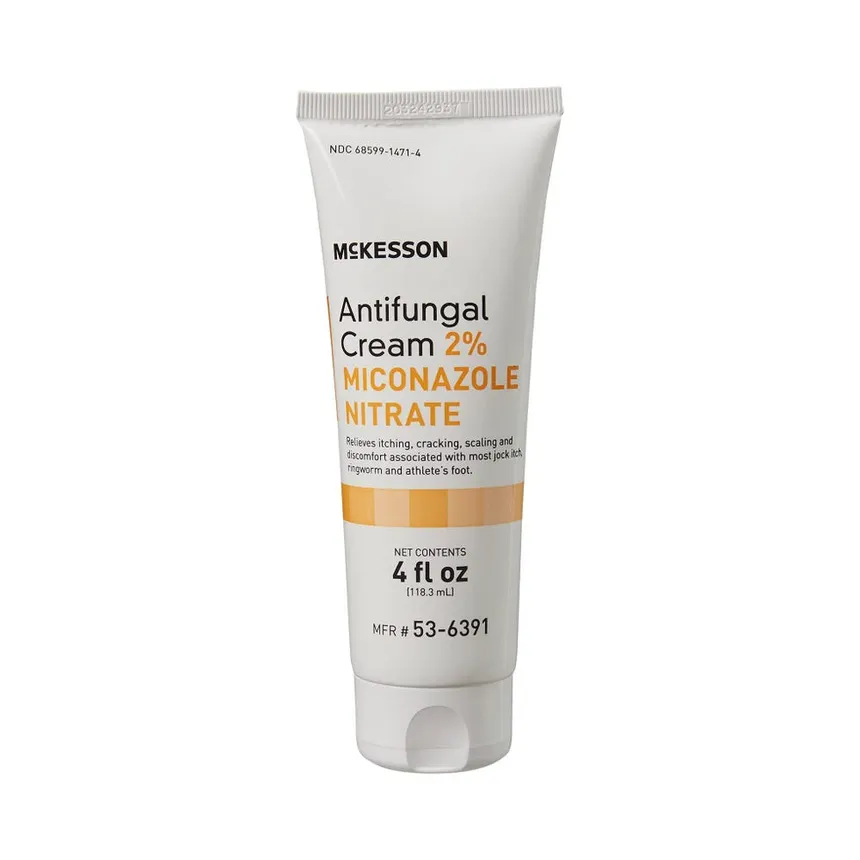 NDC 68599-1471-4
McKESSON
Antifungal
Cream 2%
MICONAZOLE
NITRATE
Relieves itching, cracking, scaling and
discomfort associated with most jock itch,
ringworm and athlete's foot.
NET CONTENTS
4 fl oz
(118.3 mL)
MFR # 53-6391